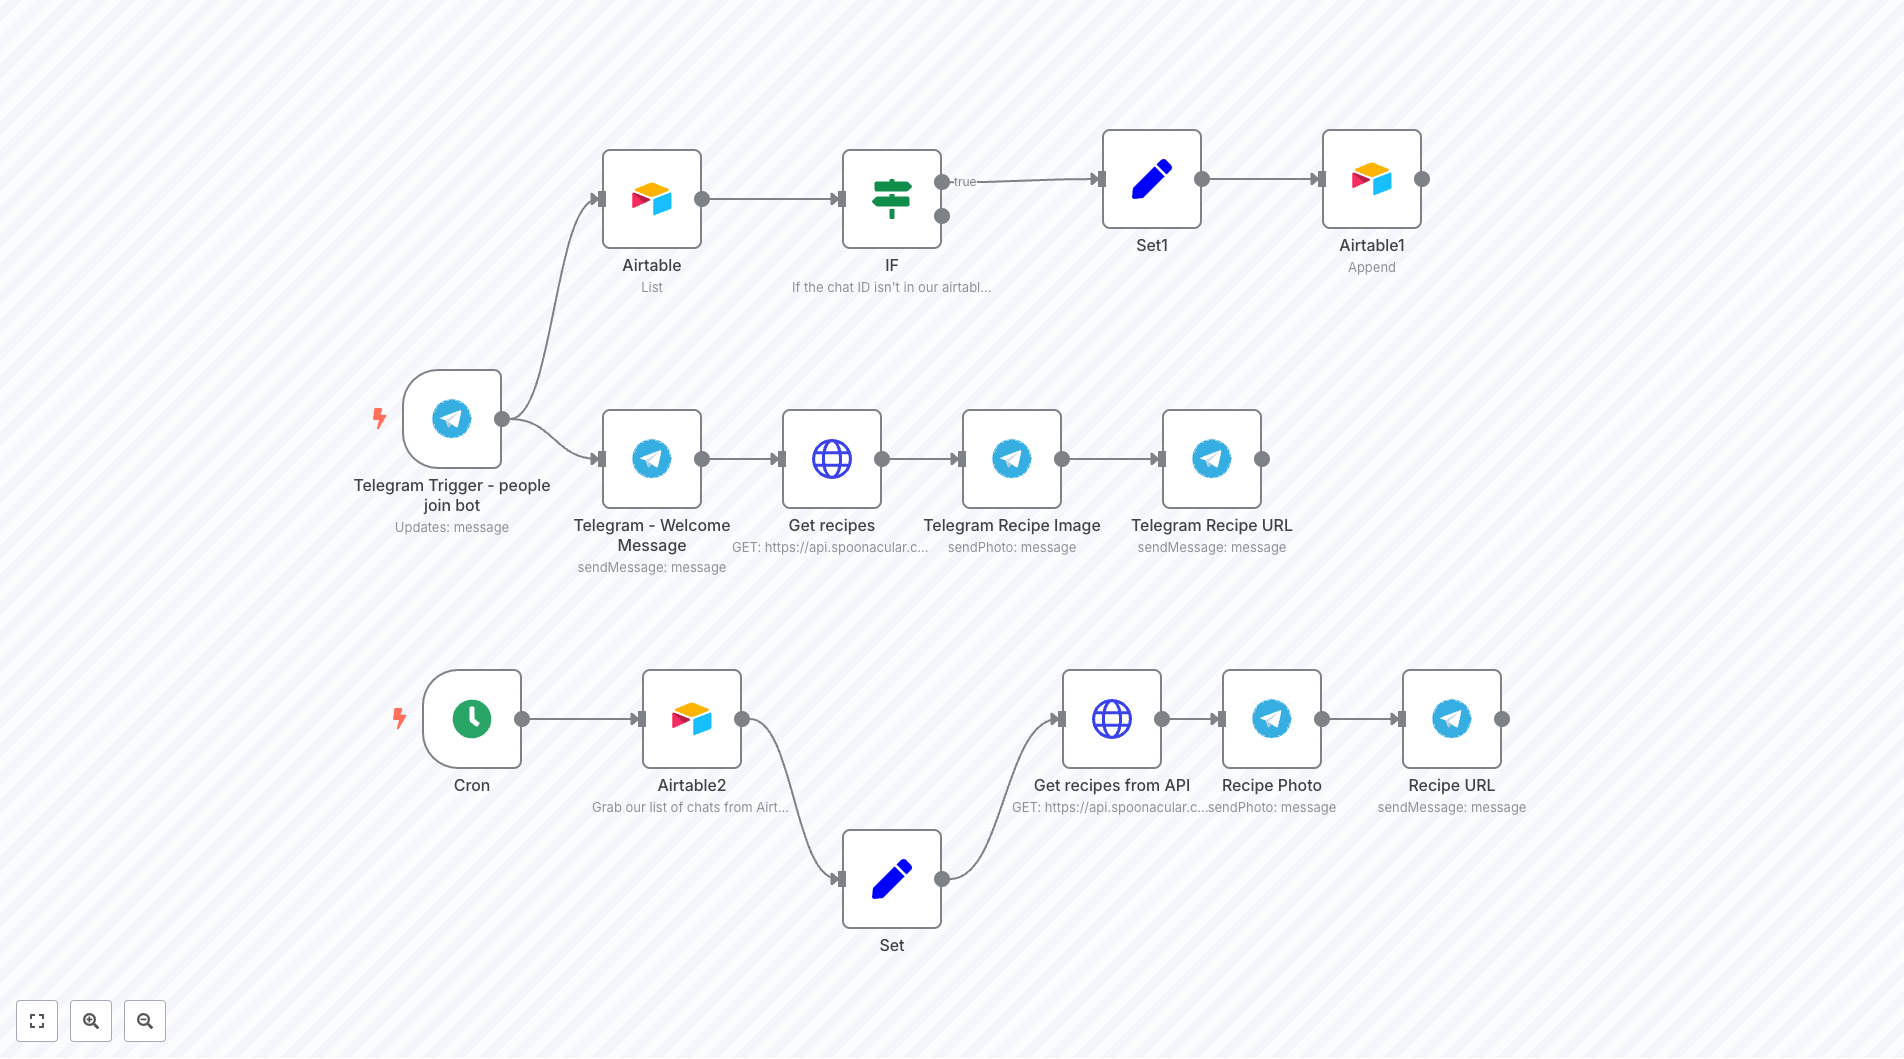 Airtable
List
IF
If the chat ID isn't in our airtabl...
true
Set1
Airtable1
Append
Telegram Trigger - people
join bot
Updates: message
Telegram - Welcome
Message
sendMessage: message
Get recipes
GET: https://api.spoonacular.c...
Telegram Recipe Image
sendPhoto: message
Telegram Recipe URL
sendMessage: message
Cron
Airtable2
Grab our list of chats from Airt...
Set
Get recipes from API
GET: https://api.spoonacular.c...
Recipe Photo
sendPhoto: message
Recipe URL
sendMessage: message